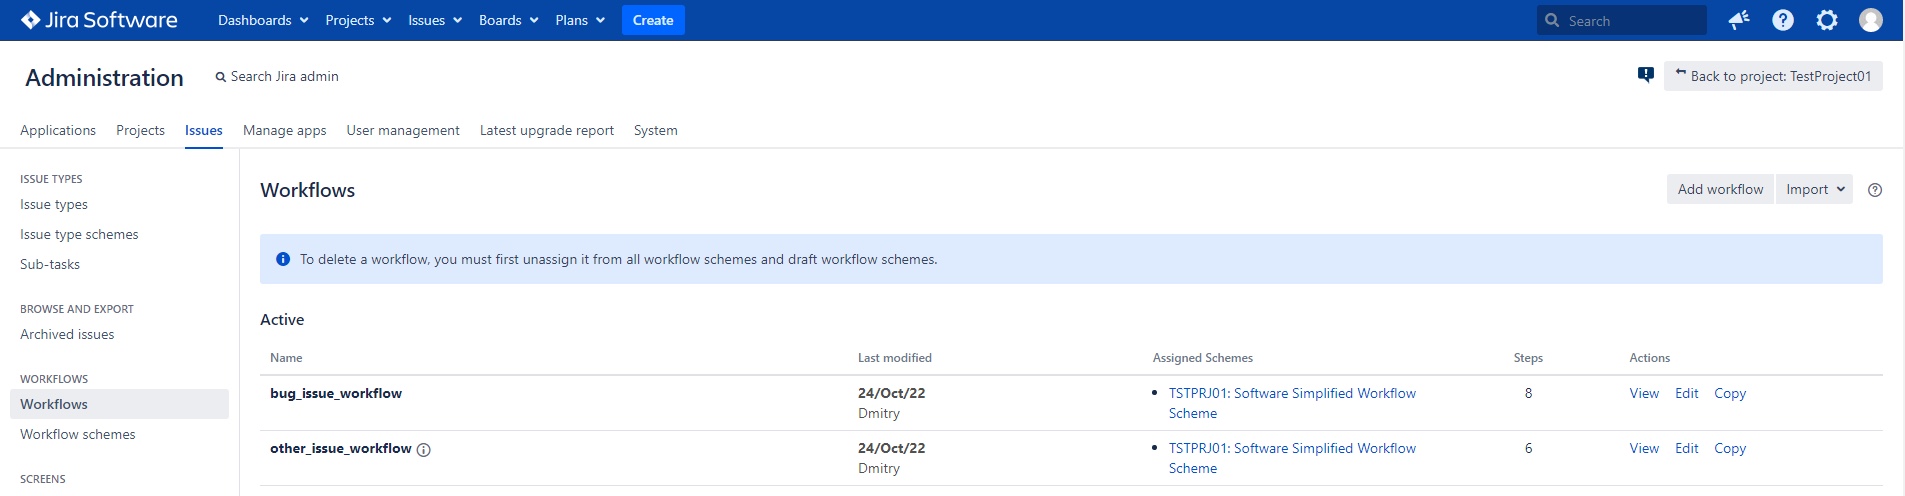 Jira Software Dashboards Projects Issues Boards Plans Create Search
Administration Search Jira admin Back to project: TestProject01
Applications Projects Issues Manage apps User management Latest upgrade report System
ISSUE TYPES
Issue types
Issue type schemes
Sub-tasks
BROWSE AND EXPORT
Archived issues
WORKFLOWS
Workflows
Workflow schemes
SCREENS
Workflows Add workflow Import
To delete a workflow, you must first unassign it from all workflow schemes and draft workflow schemes.
Active
Name Last modified Assigned Schemes Steps Actions
bug_issue_workflow 24/Oct/22 TSTPRJ01: Software Simplified Workflow 8 View Edit Copy
Dmitry Scheme
other_issue_workflow 24/Oct/22 TSTPRJ01: Software Simplified Workflow 6 View Edit Copy
Dmitry Scheme